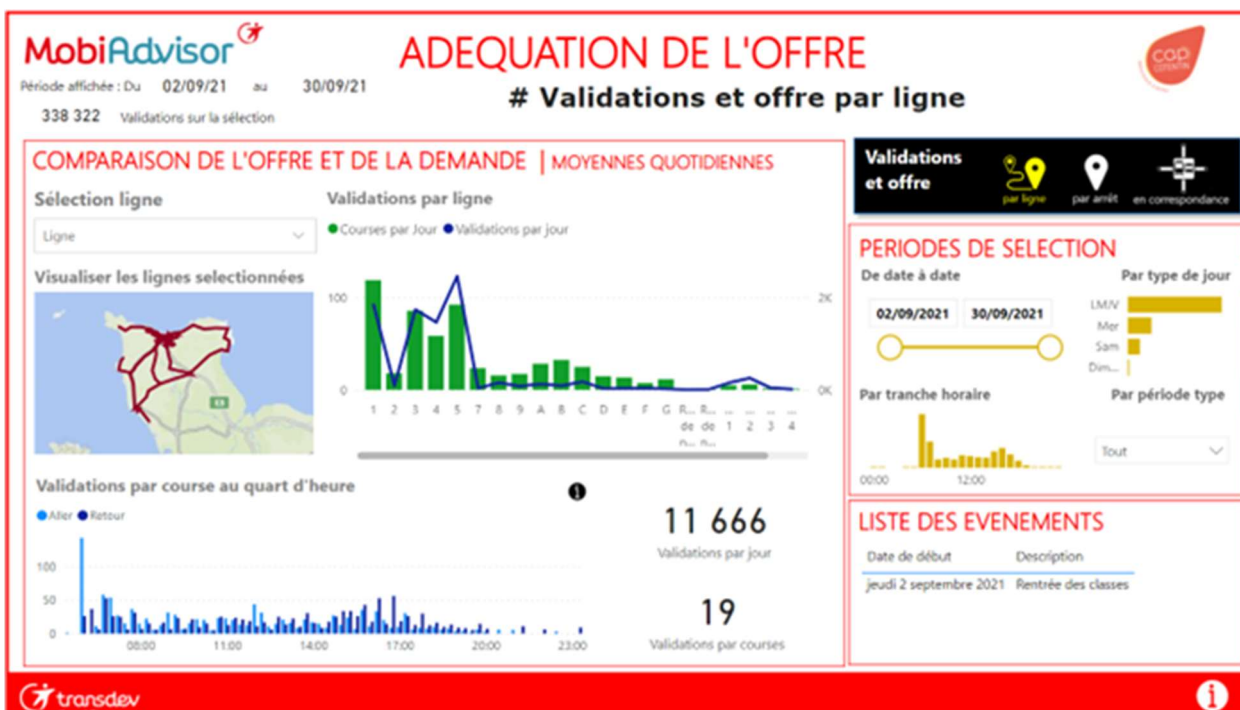 MobiAdvisor
ADEQUATION DE L'OFFRE
# Validations et offre par ligne
cap
COTENTIN
Période affichée : Du 02/09/21 au 30/09/21
338 322 Validations sur la sélection
COMPARAISON DE L'OFFRE ET DE LA DEMANDE | MOYENNES QUOTIDIENNES
Sélection ligne
Ligne
Visualiser les lignes selectionnées
Validations par ligne
Courses par Jour Validations par jour
100
0
2K
0K
1 2 3 4 5 7 8 9 A B C D E F G R... R... ... ... ... ...
de de 1 2 3 4
n... n...
Validations par course au quart d'heure
Aller Retour
100
50
0
08:00 11:00 14:00 17:00 20:00 23:00
11 666
Validations par jour
19
Validations par courses
Validations
et offre
par ligne par arrêt en correspondance
PERIODES DE SELECTION
De date à date
02/09/2021 30/09/2021
Par type de jour
LMJV
Mer
Sam
Dim...
Par tranche horaire
00:00 12:00
Par période type
Tout
LISTE DES EVENEMENTS
Date de début Description
jeudi 2 septembre 2021 Rentrée des classes
transdev